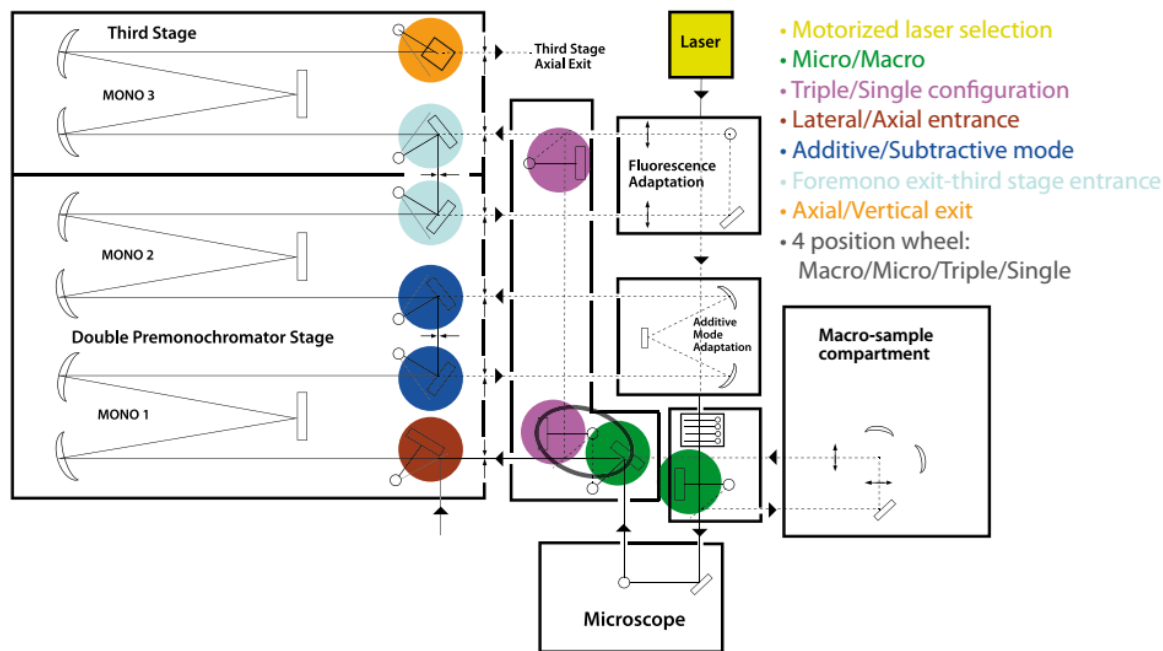 Third Stage
MONO 3
Third Stage
Axial Exit
Laser
• Motorized laser selection
• Micro/Macro
• Triple/Single configuration
• Lateral/Axial entrance
• Additive/Subtractive mode
• Foremono exit-third stage entrance
• Axial/Vertical exit
• 4 position wheel:
Macro/Micro/Triple/Single
Fluorescence
Adaptation
MONO 2
Double Premonochromator Stage
MONO 1
Additive
Mode
Adaptation
Macro-sample
compartment
Microscope